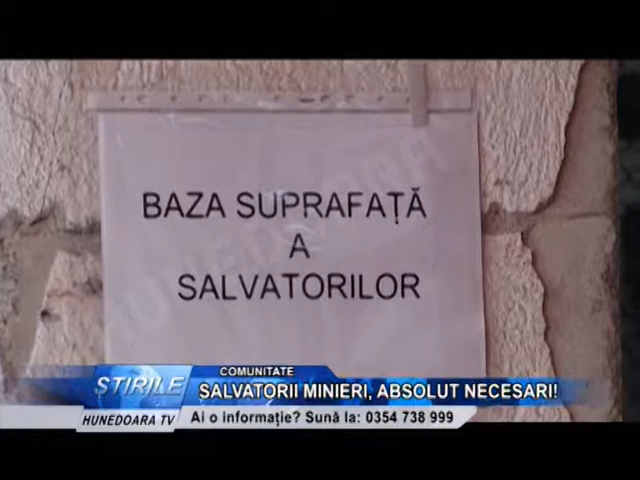 BAZA SUPRAFAȚĂ
A
SALVATORILOR
COMUNITATE
ȘTIRILE
SALVATORII MINIERI, ABSOLUT NECESARI!
HUNEDOARA TV
Ai o informație? Sună la: 0354 738 999